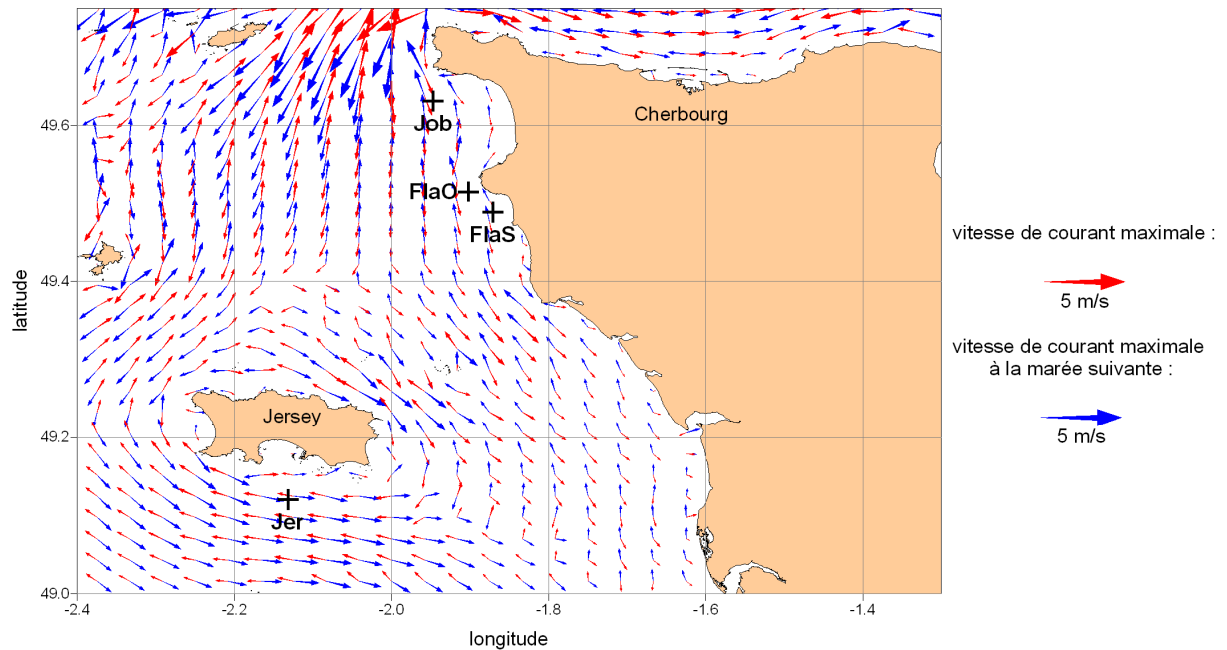 49.6
49.4
49.2
49.0
-2.4
-2.2
-2.0
-1.8
-1.6
-1.4
latitude
longitude
Cherbourg
Job
FlaO
FlaS
Jersey
Jer
vitesse de courant maximale :
5 m/s
vitesse de courant maximale
à la marée suivante :
5 m/s